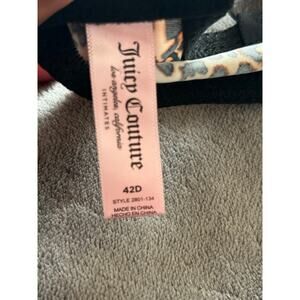 Juicy Couture
los angeles, california
INTIMATES
42D
STYLE 2801-134
MADE IN CHINA
HECHO EN CHINA